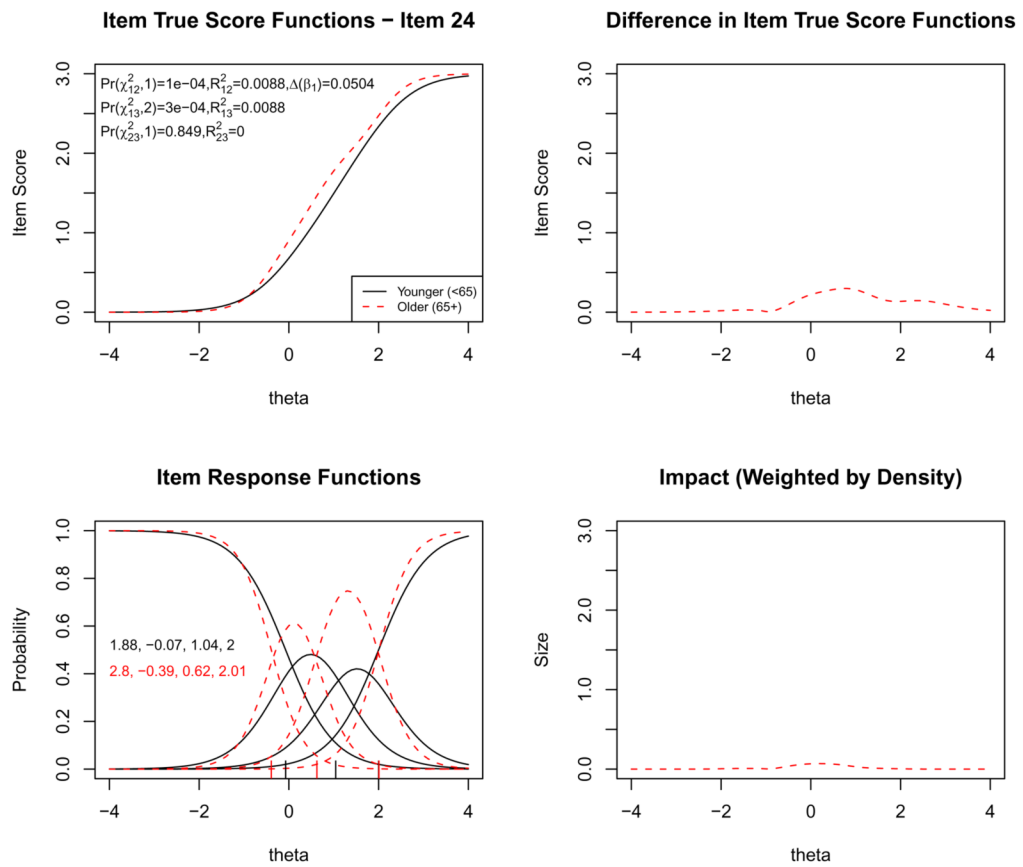 Item True Score Functions − Item 24
Pr(χ²₁₂,1)=1e−04,R²₁₂=0.0088,Δ(β₁)=0.0504
Pr(χ²₁₃,2)=3e−04,R²₁₃=0.0088
Pr(χ²₂₃,1)=0.849,R²₂₃=0
Item Score
3.0
2.0
1.0
0.0
Younger (<65)
Older (65+)
−4 −2 0 2 4
theta
Difference in Item True Score Functions
Item Score
3.0
2.0
1.0
0.0
−4 −2 0 2 4
theta
Item Response Functions
Probability
1.0
0.8
0.6
0.4
0.2
0.0
1.88, −0.07, 1.04, 2
2.8, −0.39, 0.62, 2.01
−4 −2 0 2 4
theta
Impact (Weighted by Density)
Size
3.0
2.0
1.0
0.0
−4 −2 0 2 4
theta